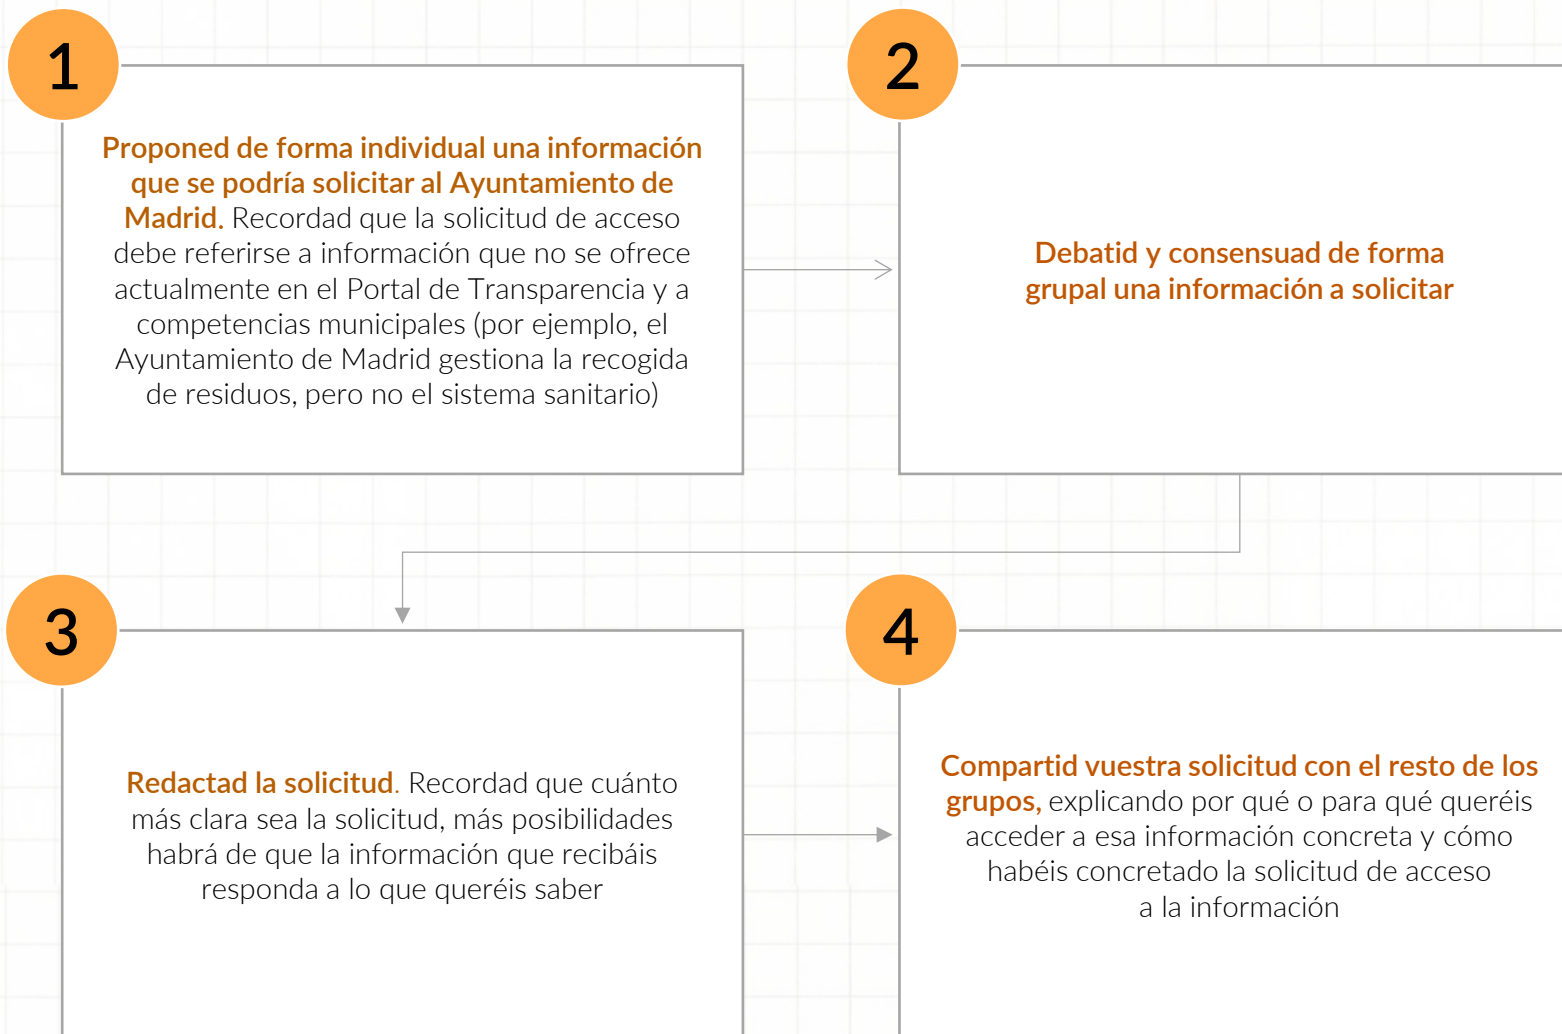 1
Proponed de forma individual una información
que se podría solicitar al Ayuntamiento de
Madrid. Recordad que la solicitud de acceso
debe referirse a información que no se ofrece
actualmente en el Portal de Transparencia y a
competencias municipales (por ejemplo, el
Ayuntamiento de Madrid gestiona la recogida
de residuos, pero no el sistema sanitario)
2
Debatid y consensuad de forma
grupal una información a solicitar
3
Redactad la solicitud. Recordad que cuánto
más clara sea la solicitud, más posibilidades
habrá de que la información que recibáis
responda a lo que queréis saber
4
Compartid vuestra solicitud con el resto de los
grupos, explicando por qué o para qué queréis
acceder a esa información concreta y cómo
habéis concretado la solicitud de acceso
a la información